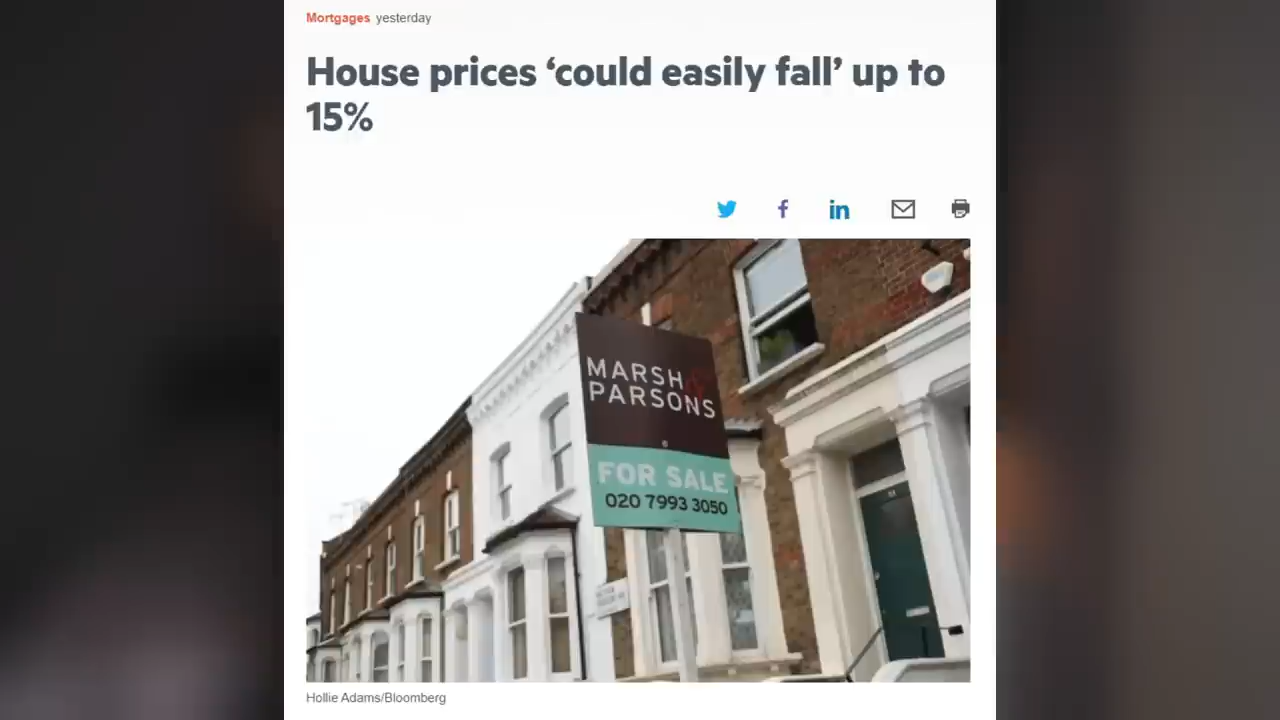 Mortgages yesterday
House prices ‘could easily fall’ up to
15%
MARSH &
PARSONS
FOR SALE
020 7993 3050
Hollie Adams/Bloomberg